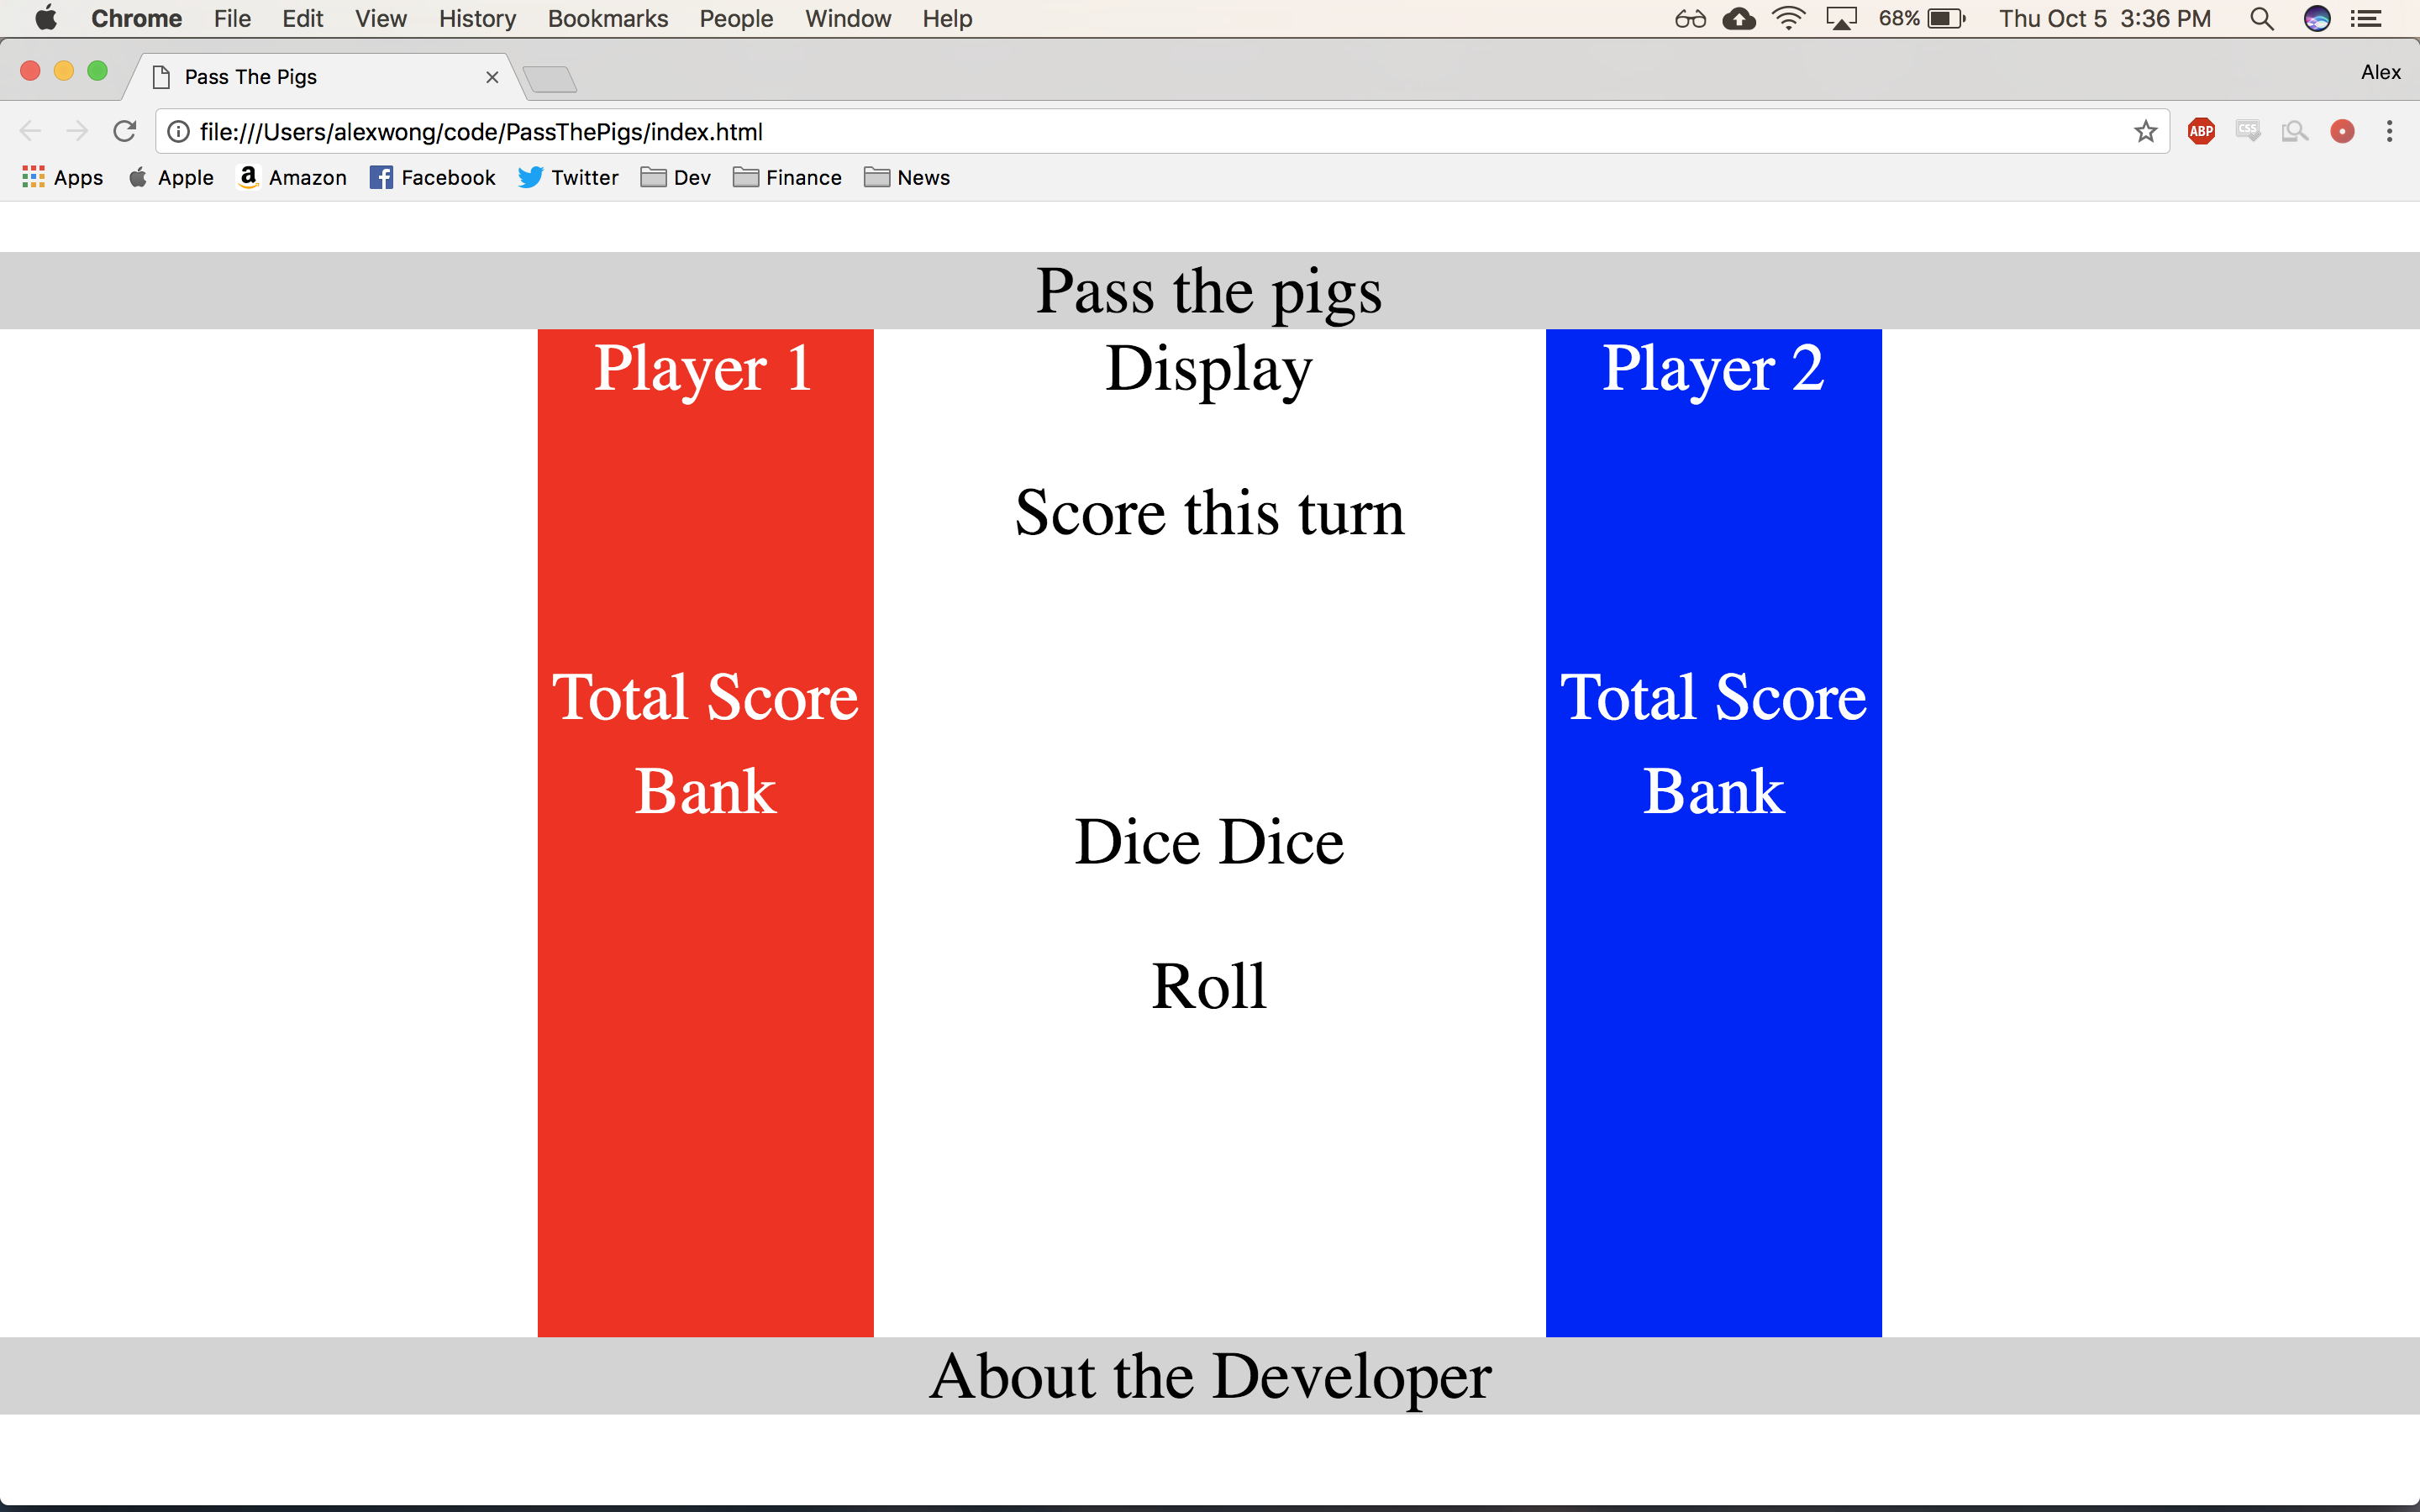 Chrome File Edit View History Bookmarks People Window Help 68% Thu Oct 5 3:36 PM
Pass The Pigs Alex
file:///Users/alexwong/code/PassThePigs/index.html ABP CSS
Apps Apple Amazon Facebook Twitter Dev Finance News
Pass the pigs
Player 1 Display Player 2
Score this turn
Total Score Total Score
Bank Bank
Dice Dice
Roll
About the Developer